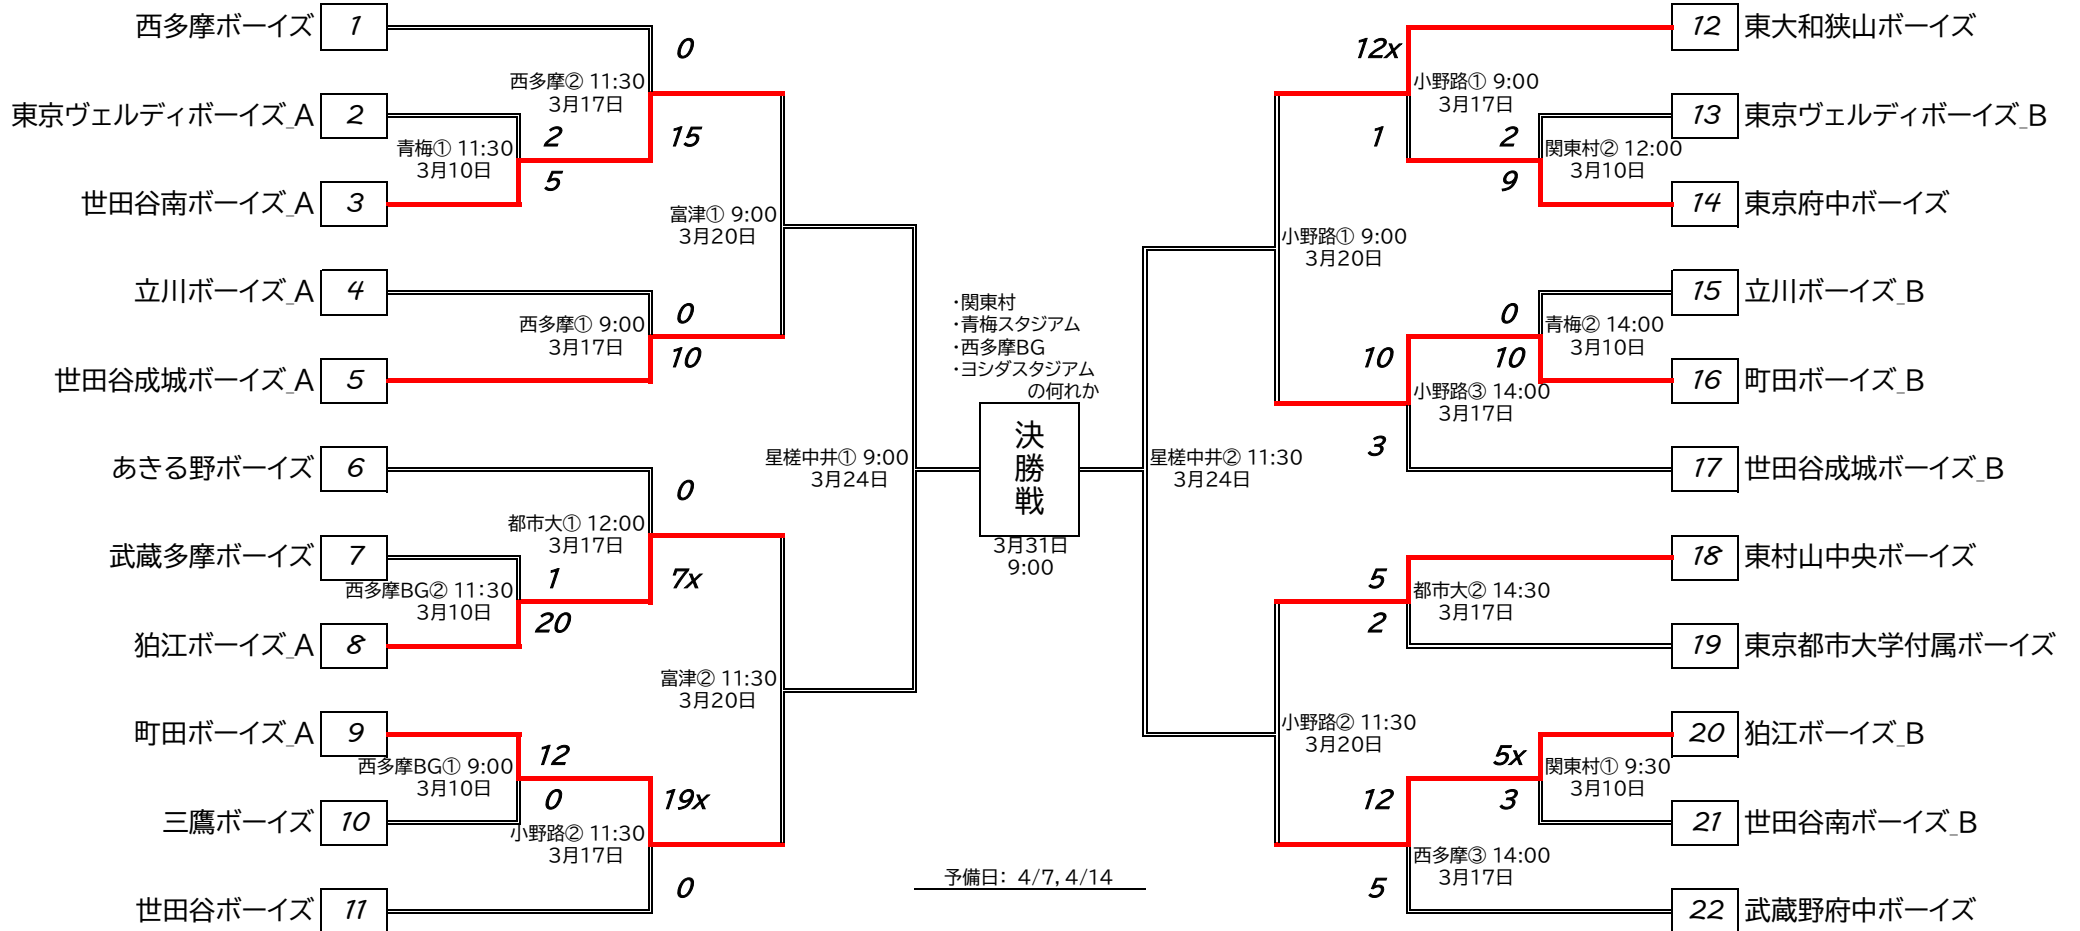 西多摩ボーイズ 1
0
西多摩② 11:30
3月17日
東京ヴェルディボーイズ_A 2
2
15
青梅① 11:30
3月10日
5
世田谷南ボーイズ_A 3
富津① 9:00
3月20日
立川ボーイズ_A 4
0
西多摩① 9:00
3月17日
10
世田谷成城ボーイズ_A 5
星槎中井① 9:00
3月24日
あきる野ボーイズ 6
0
都市大① 12:00
3月17日
武蔵多摩ボーイズ 7
1
7x
西多摩BG② 11:30
3月10日
20
狛江ボーイズ_A 8
富津② 11:30
3月20日
町田ボーイズ_A 9
12
西多摩BG① 9:00
3月10日
0
19x
三鷹ボーイズ 10
小野路② 11:30
3月17日
0
世田谷ボーイズ 11
・関東村
・青梅スタジアム
・西多摩BG
・ヨシダスタジアム
の何れか
決勝戦
3月31日
9:00
予備日: 4/7, 4/14
12 東大和狭山ボーイズ
12x
小野路① 9:00
3月17日
13 東京ヴェルディボーイズ_B
1
2
関東村② 12:00
3月10日
9
14 東京府中ボーイズ
小野路① 9:00
3月20日
15 立川ボーイズ_B
0
青梅② 14:00
3月10日
10
10
16 町田ボーイズ_B
小野路③ 14:00
3月17日
3
17 世田谷成城ボーイズ_B
星槎中井② 11:30
3月24日
18 東村山中央ボーイズ
5
都市大② 14:30
3月17日
2
19 東京都市大学付属ボーイズ
小野路② 11:30
3月20日
20 狛江ボーイズ_B
5x
関東村① 9:30
3月10日
12
3
21 世田谷南ボーイズ_B
西多摩③ 14:00
3月17日
5
22 武蔵野府中ボーイズ